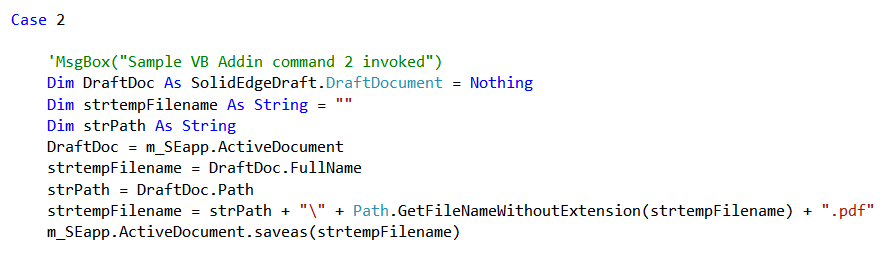 Case 2
'MsgBox("Sample VB Addin command 2 invoked")
Dim DraftDoc As SolidEdgeDraft.DraftDocument = Nothing
Dim strtempFilename As String = ""
Dim strPath As String
DraftDoc = m_SEapp.ActiveDocument
strtempFilename = DraftDoc.FullName
strPath = DraftDoc.Path
strtempFilename = strPath + "\" + Path.GetFileNameWithoutExtension(strtempFilename) + ".pdf"
m_SEapp.ActiveDocument.saveas(strtempFilename)